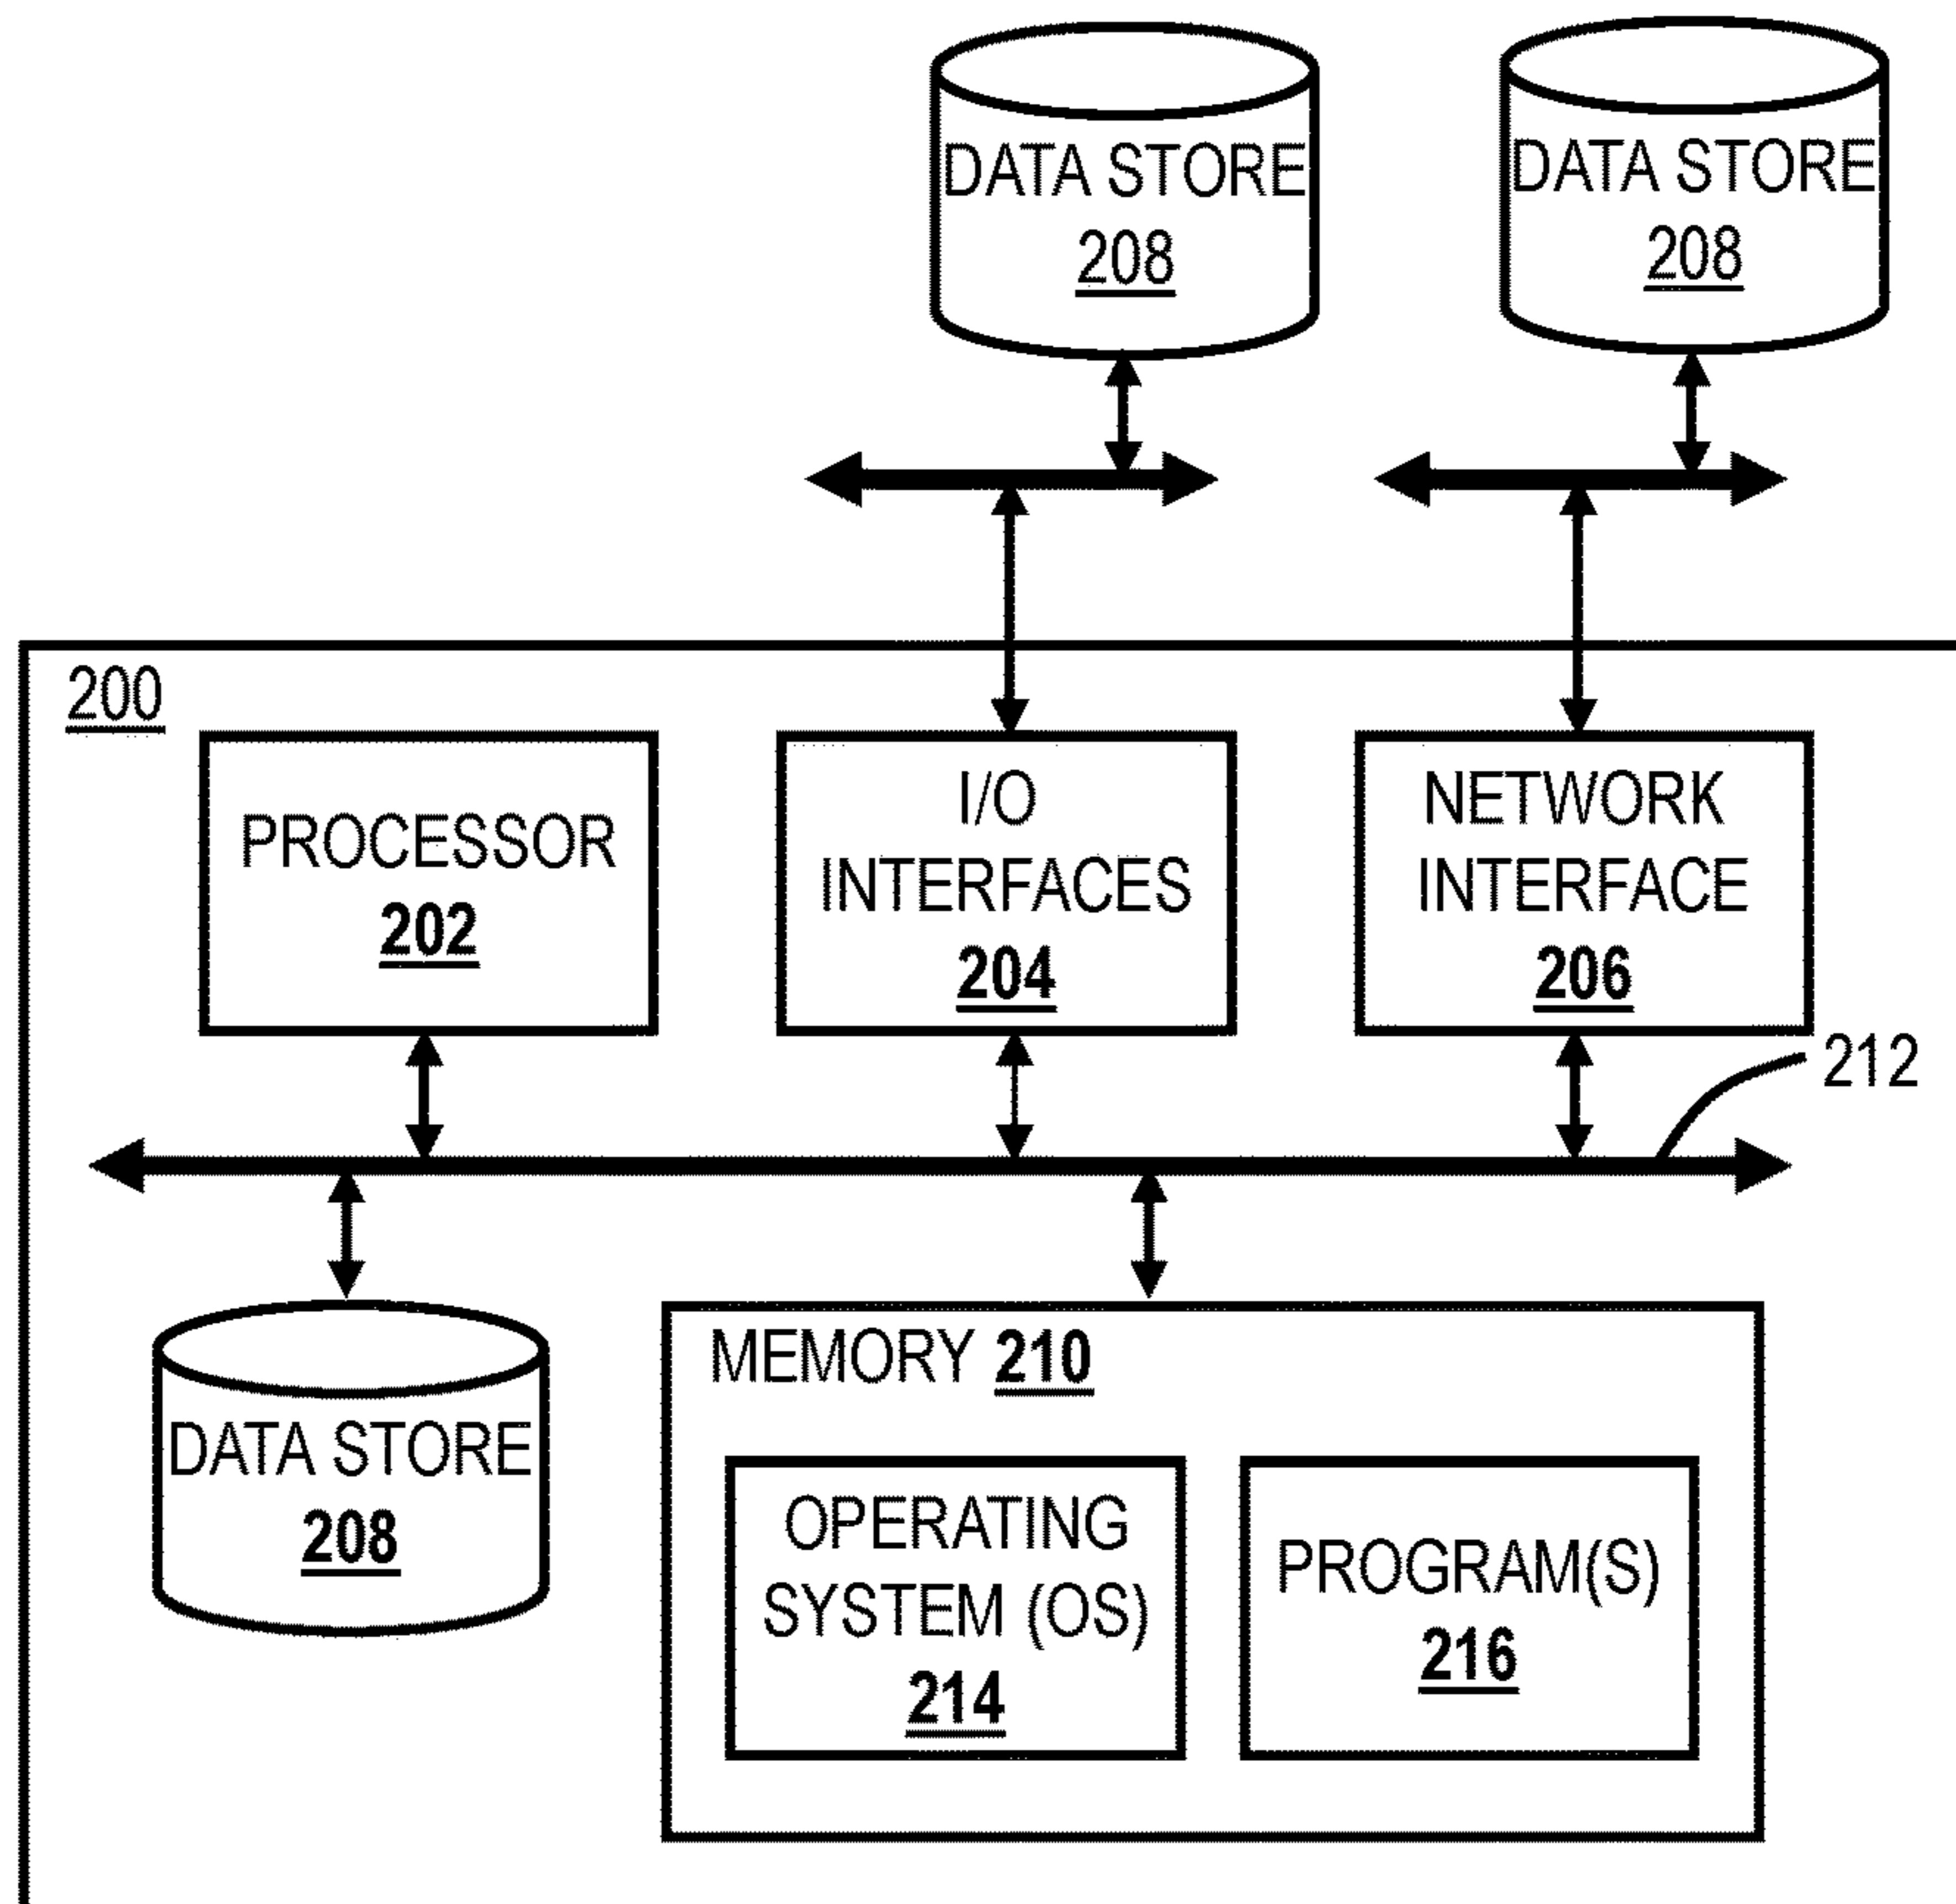 DATA STORE
208
DATA STORE
208
200
PROCESSOR
202
I/O
INTERFACES
204
NETWORK
INTERFACE
206
212
DATA STORE
208
MEMORY 210
OPERATING
SYSTEM (OS)
214
PROGRAM(S)
216